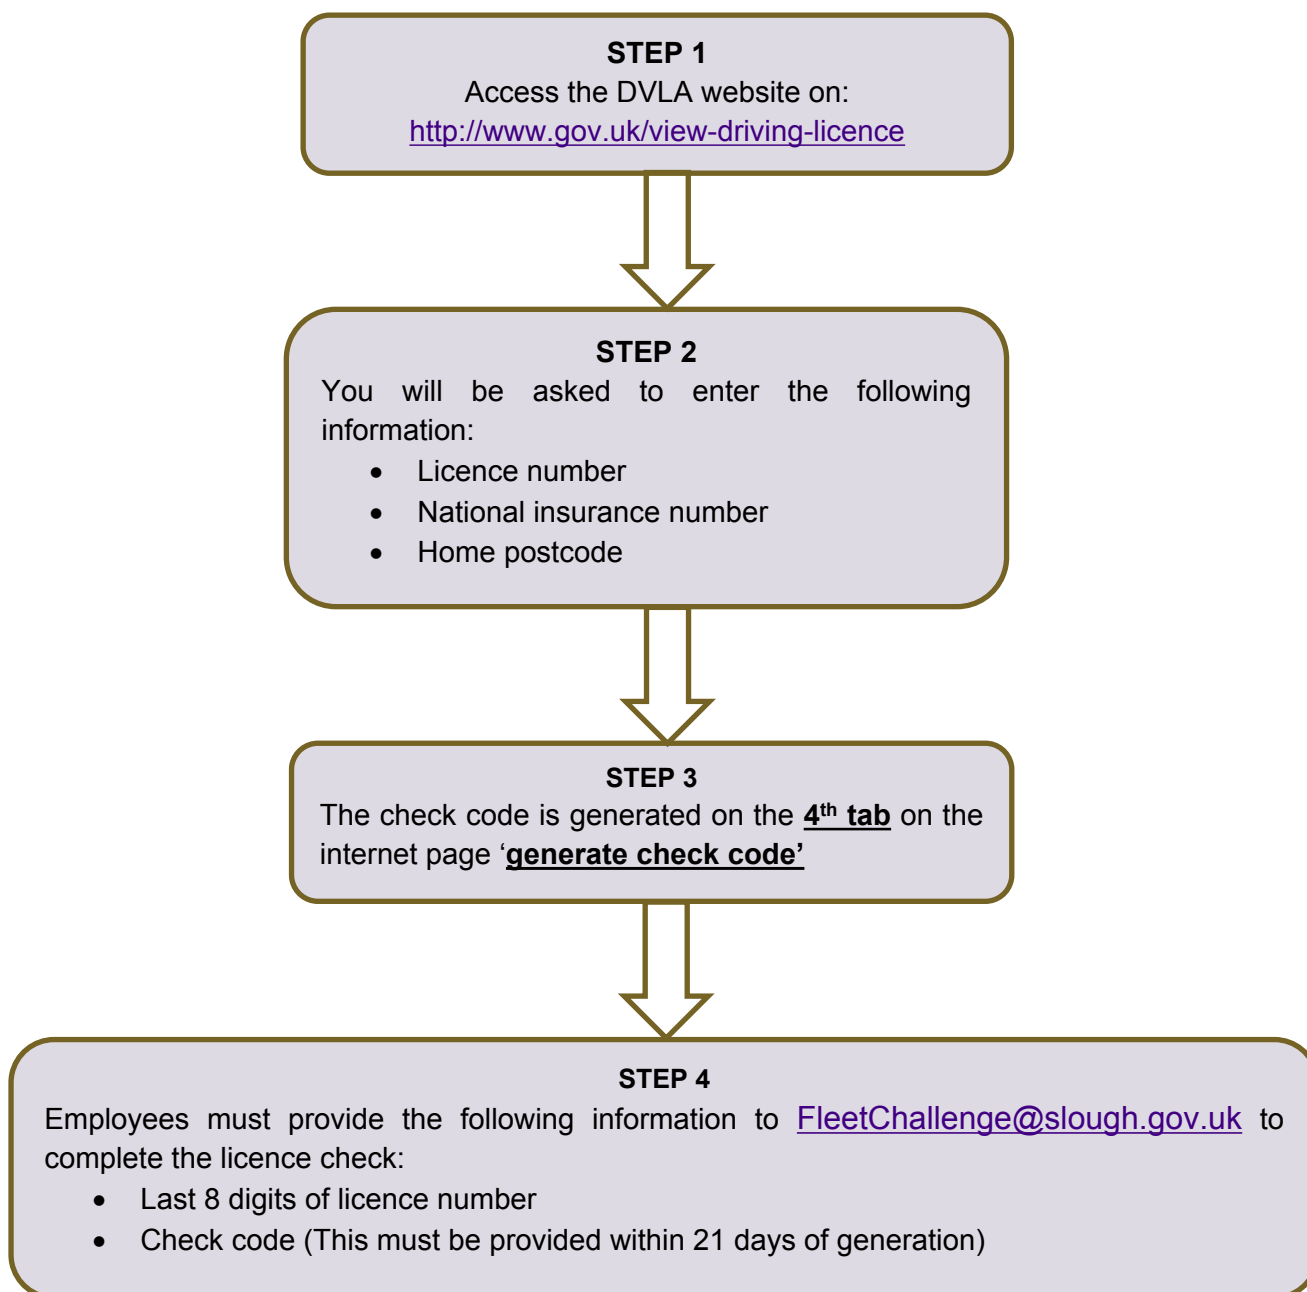 STEP 1
Access the DVLA website on:
http://www.gov.uk/view-driving-licence
STEP 2
You will be asked to enter the following
information:
• Licence number
• National insurance number
• Home postcode
STEP 3
The check code is generated on the 4th tab on the
internet page ‘generate check code’
STEP 4
Employees must provide the following information to FleetChallenge@slough.gov.uk to
complete the licence check:
• Last 8 digits of licence number
• Check code (This must be provided within 21 days of generation)